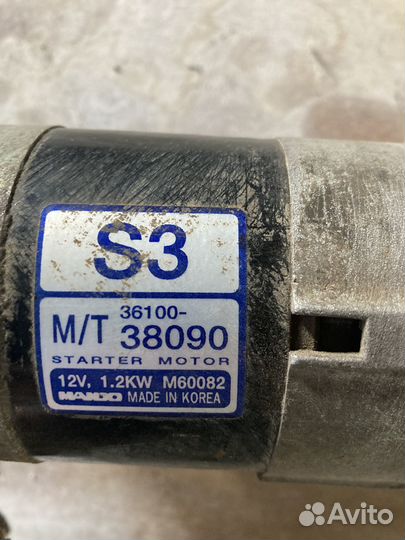 S3
M/T 36100-
38090
STARTER MOTOR
12V, 1.2KW M60082
MANDO MADE IN KOREA
Avito